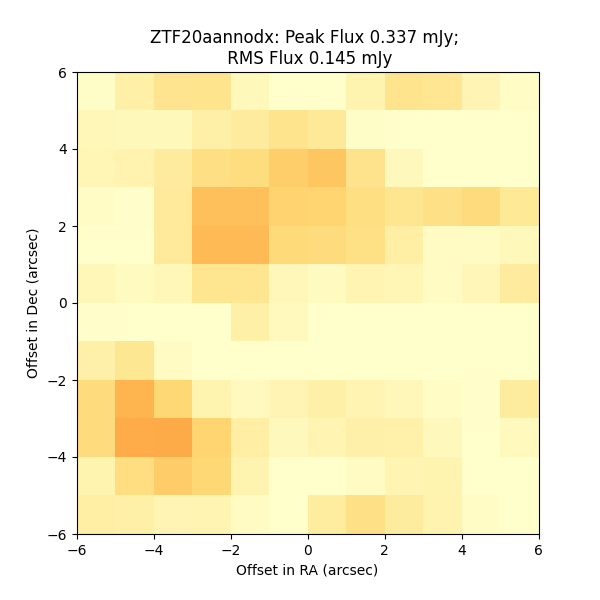 ZTF20aannodx: Peak Flux 0.337 mJy;
RMS Flux 0.145 mJy
6
4
2
0
−2
−4
−6
Offset in Dec (arcsec)
−6 −4 −2 0 2 4 6
Offset in RA (arcsec)